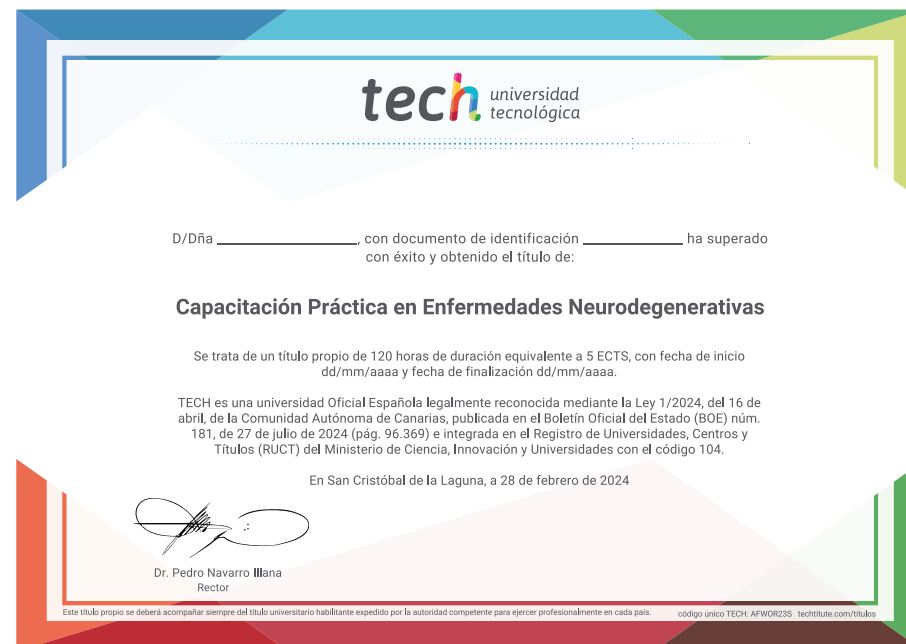 tech universidad
tecnológica
D/Dña ____________________, con documento de identificación ______________ ha superado
con éxito y obtenido el título de:
Capacitación Práctica en Enfermedades Neurodegenerativas
Se trata de un título propio de 120 horas de duración equivalente a 5 ECTS, con fecha de inicio
dd/mm/aaaa y fecha de finalización dd/mm/aaaa.
TECH es una universidad Oficial Española legalmente reconocida mediante la Ley 1/2024, del 16 de
abril, de la Comunidad Autónoma de Canarias, publicada en el Boletín Oficial del Estado (BOE) núm.
181, de 27 de julio de 2024 (pág. 96.369) e integrada en el Registro de Universidades, Centros y
Títulos (RUCT) del Ministerio de Ciencia, Innovación y Universidades con el código 104.
En San Cristóbal de la Laguna, a 28 de febrero de 2024
Dr. Pedro Navarro Illana
Rector
Este título propio se deberá acompañar siempre del título universitario habilitante expedido por la autoridad competente para ejercer profesionalmente en cada país.
código único TECH: AFWOR23S techtitute.com/titulos